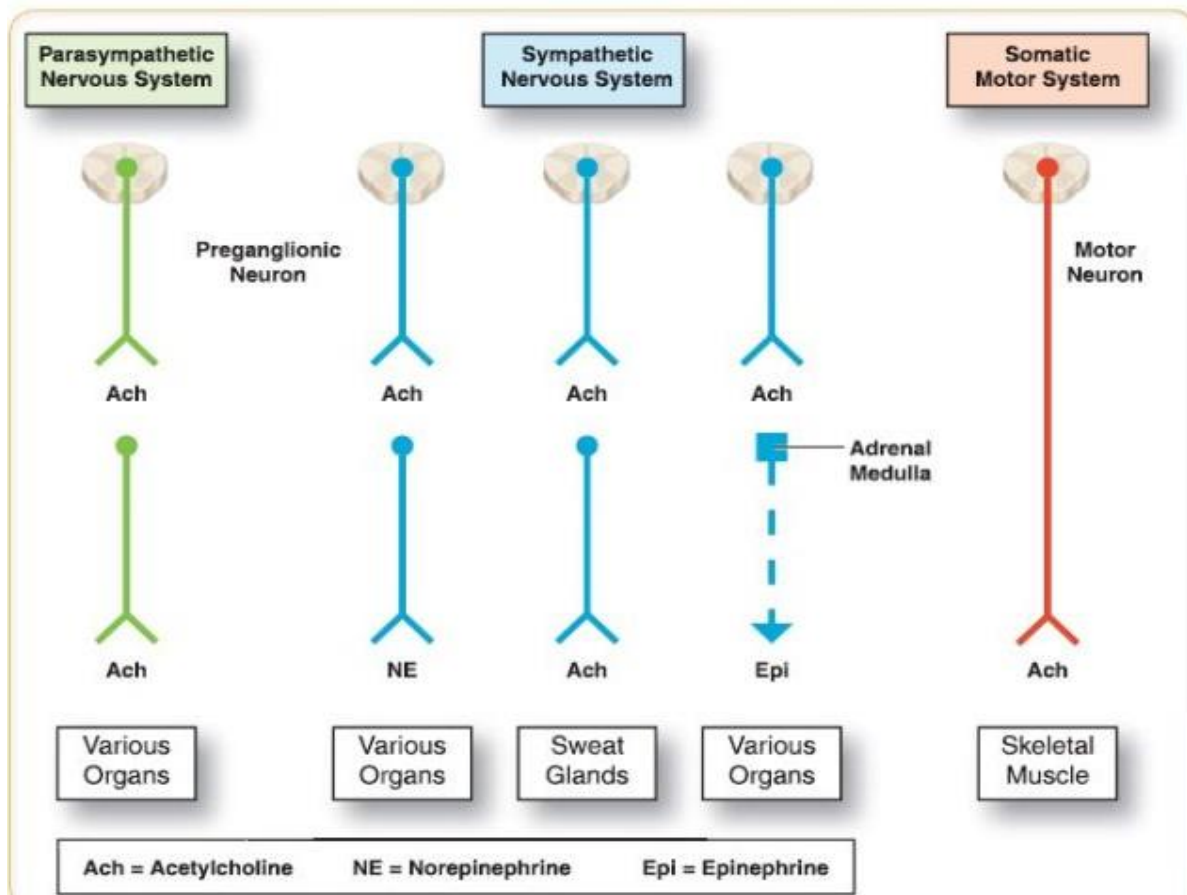 Parasympathetic
Nervous System
Sympathetic
Nervous System
Somatic
Motor System
Preganglionic
Neuron
Motor
Neuron
Ach
Ach
Ach
Ach
Adrenal
Medulla
Ach
NE
Ach
Epi
Ach
Various
Organs
Various
Organs
Sweat
Glands
Various
Organs
Skeletal
Muscle
Ach = Acetylcholine NE = Norepinephrine Epi = Epinephrine